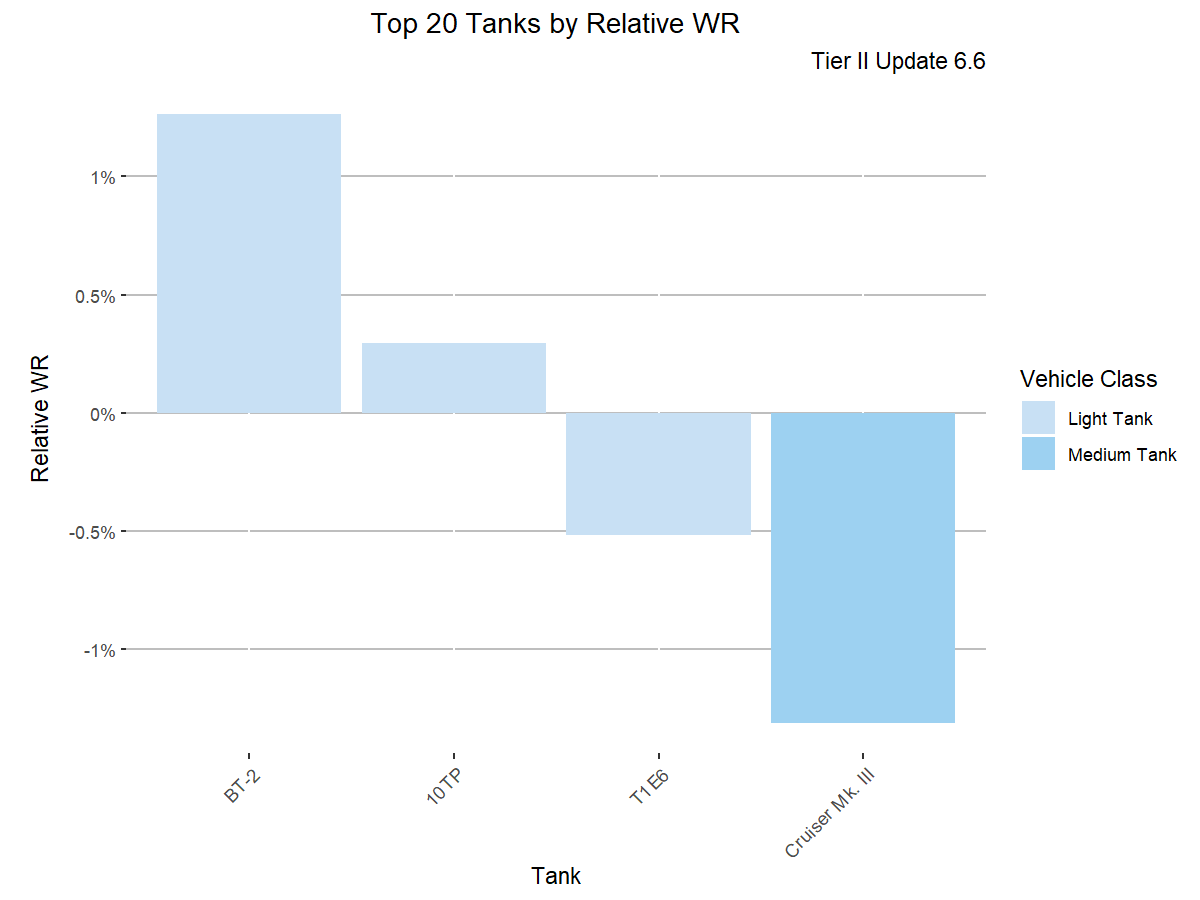 Top 20 Tanks by Relative WR
Tier II Update 6.6
1%
0.5%
0%
-0.5%
-1%
Relative WR
BT-2
10TP
T1E6
Cruiser Mk. III
Tank
Vehicle Class
Light Tank
Medium Tank